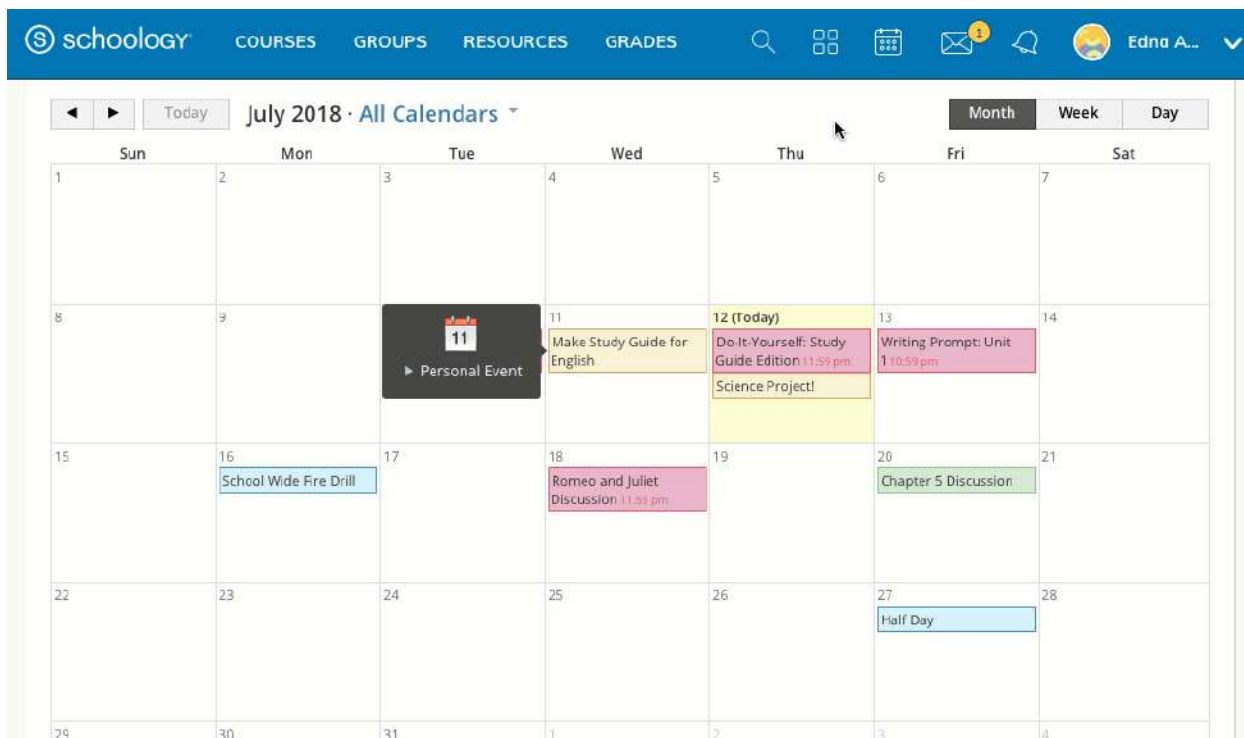 schoology COURSES GROUPS RESOURCES GRADES 1 Edna A...
Today July 2018 · All Calendars Month Week Day
Sun Mon Tue Wed Thu Fri Sat
1 2 3 4 5 6 7
8 9 11 12 (Today) 13 14
11
Personal Event
Make Study Guide for
English
Do-It-Yourself: Study
Guide Edition 11:59 pm
Science Project!
Writing Prompt: Unit
1 10:59 pm
15 16 17 18 19 20 21
School Wide Fire Drill
Romeo and Juliet
Discussion 11:59 pm
Chapter 5 Discussion
22 23 24 25 26 27 28
Half Day
29 30 31 1 2 3 4